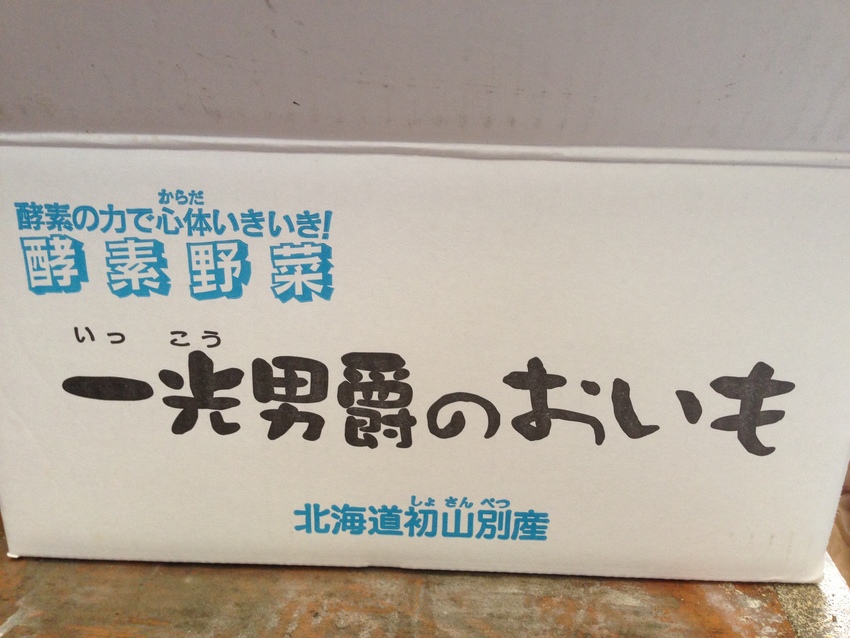 からだ
酵素の力で心体いきいき!
酵素野菜
いっこう
一光男爵のおいも
しょさんべつ
北海道初山別産